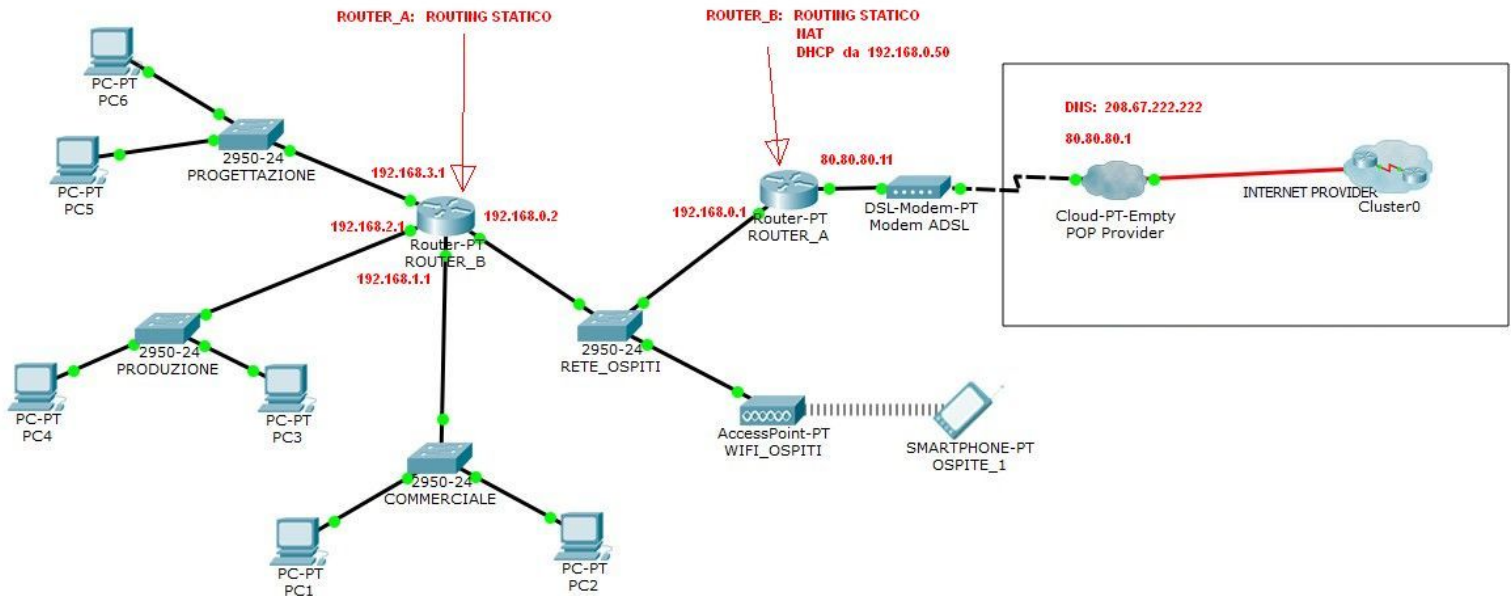 ROUTER_A: ROUTING STATICO
ROUTER_B: ROUTING STATICO
NAT
DHCP da 192.168.0.50
PC-PT
PC6
PC-PT
PC5
2950-24
PROGETTAZIONE
192.168.3.1
192.168.2.1
192.168.0.2
Router-PT
ROUTER_B
192.168.1.1
80.80.80.11
192.168.0.1
Router-PT
ROUTER_A
DSL-Modem-PT
Modem ADSL
DNS: 208.67.222.222
80.80.80.1
Cloud-PT-Empty
POP Provider
INTERNET PROVIDER
Cluster0
2950-24
PRODUZIONE
PC-PT
PC4
PC-PT
PC3
2950-24
RETE_OSPITI
AccessPoint-PT
WIFI_OSPITI
SMARTPHONE-PT
OSPITE_1
2950-24
COMMERCIALE
PC-PT
PC1
PC-PT
PC2